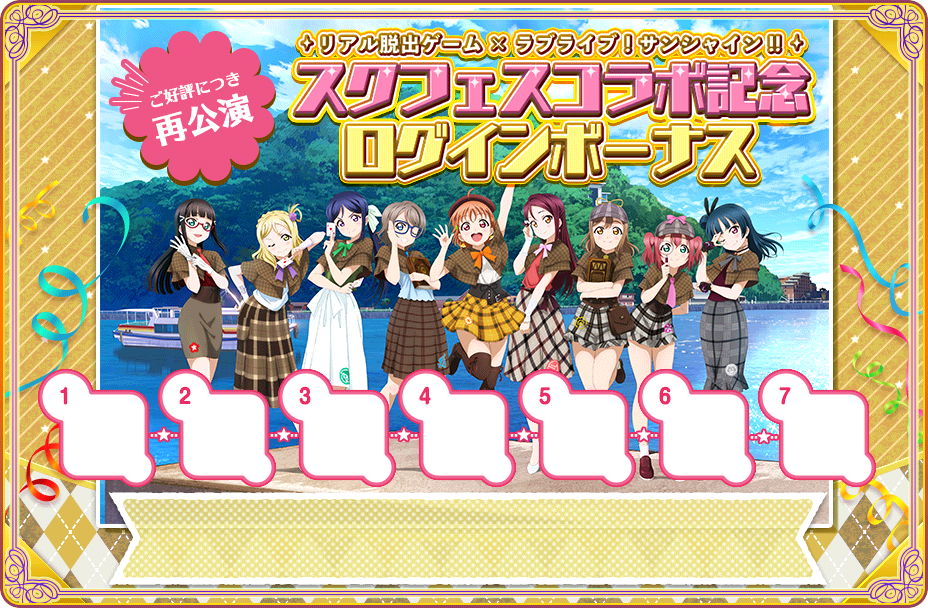 リアル脱出ゲーム×ラブライブ!サンシャイン!!
スクフェスコラボ記念
ログインボーナス
ご好評につき
再公演
1 2 3 4 5 6 7